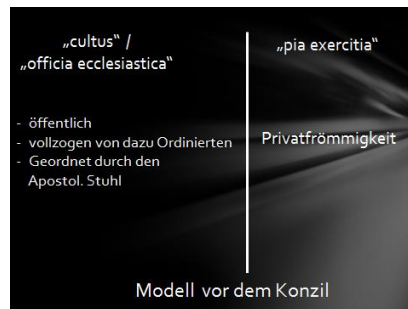 „cultus“ /
„officia ecclesiastica“
- öffentlich
- vollzogen von dazu Ordinierten
- Geordnet durch den
Apostol. Stuhl
„pia exercitia“
Privatfrömmigkeit
Modell vor dem Konzil